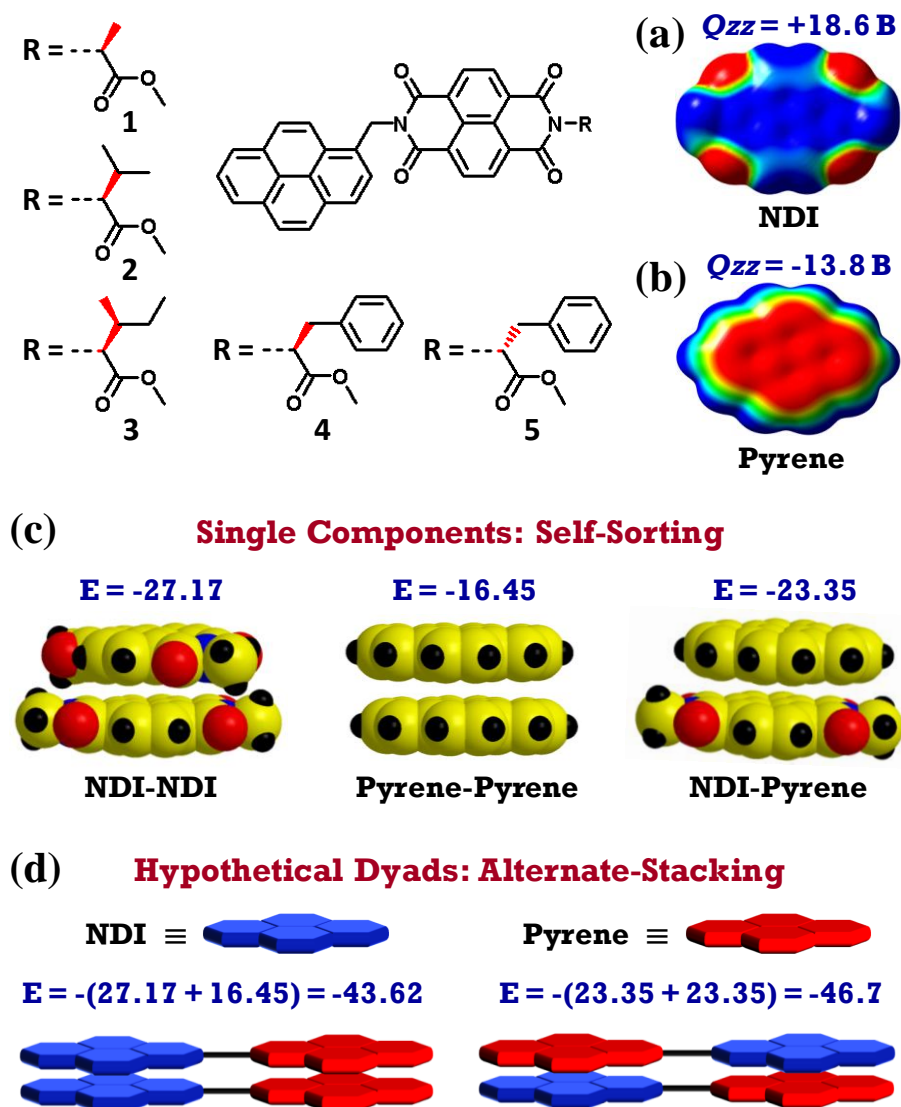 R =
O
O
1
R =
O
O
2
R =
O
O
3
O
O
N
O
O
N-R
O
O
R =
O
O
4
R =
O
O
5
(a)
Qzz = +18.6 B
NDI
(b)
Qzz = -13.8 B
Pyrene
(c)
Single Components: Self-Sorting
E = -27.17
E = -16.45
E = -23.35
NDI-NDI
Pyrene-Pyrene
NDI-Pyrene
(d)
Hypothetical Dyads: Alternate-Stacking
NDI ≡
Pyrene ≡
E = -(27.17 + 16.45) = -43.62
E = -(23.35 + 23.35) = -46.7